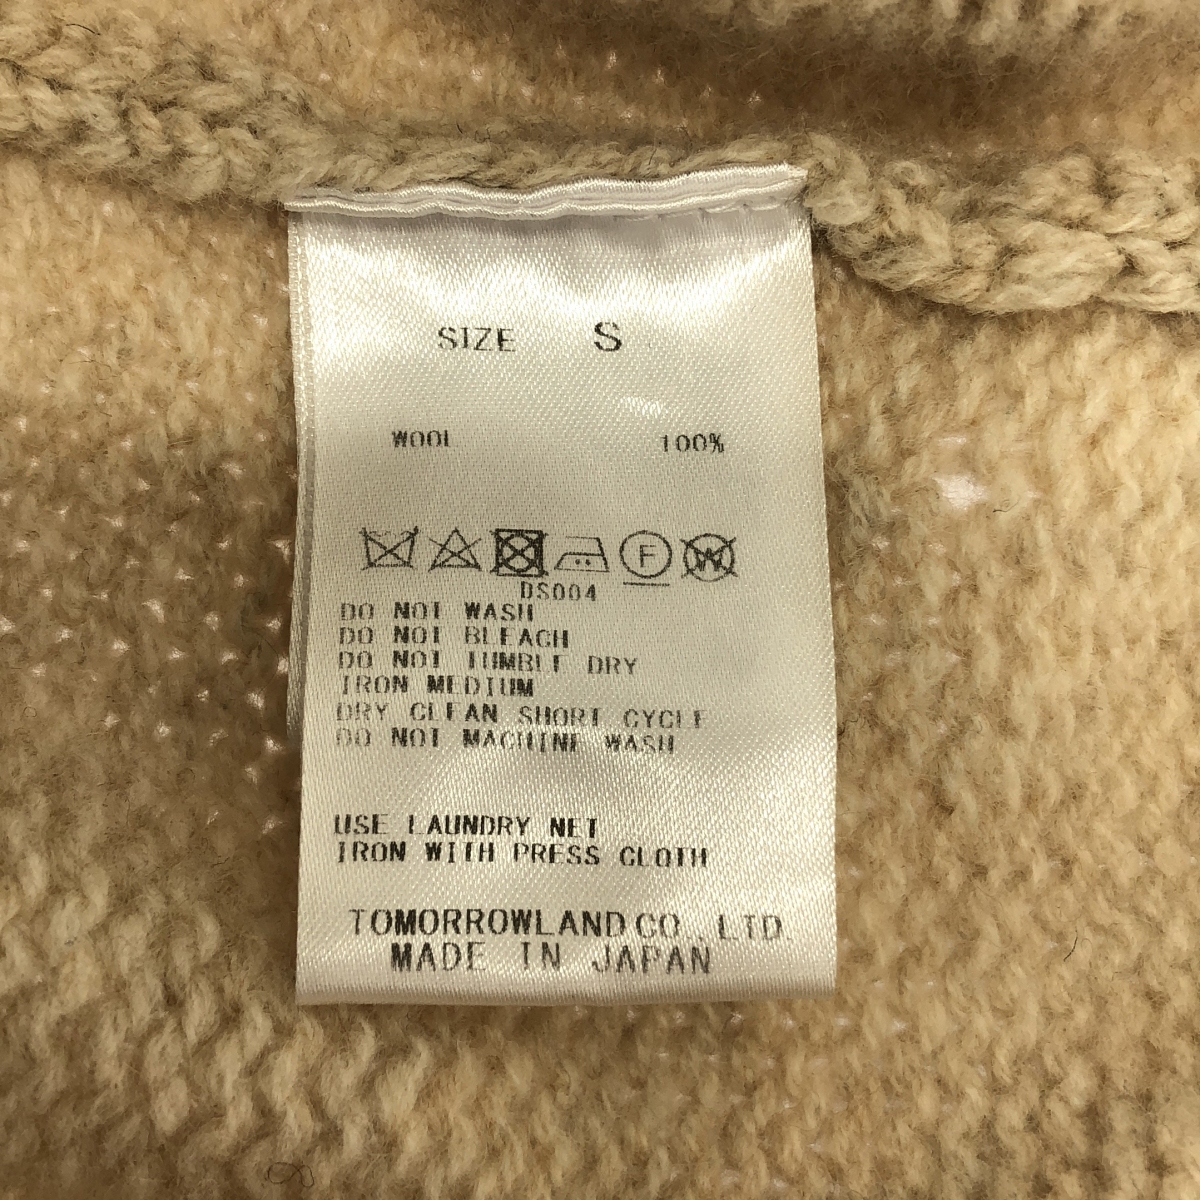 SIZE S
WOOL 100%
F W
DS004
DO NOT WASH
DO NOT BLEACH
DO NOT TUMBLE DRY
IRON MEDIUM
DRY CLEAN SHORT CYCLE
DO NOT MACHINE WASH
USE LAUNDRY NET
IRON WITH PRESS CLOTH
TOMORROWLAND CO., LTD.
MADE IN JAPAN